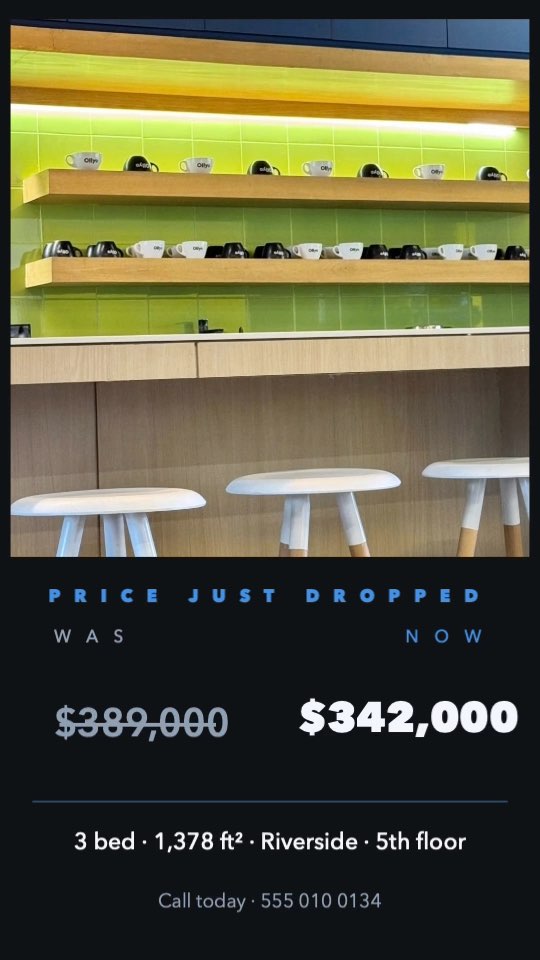 PRICE JUST DROPPED
WAS NOW
$389,000 $342,000
3 bed · 1,378 ft² · Riverside · 5th floor
Call today · 555 010 0134